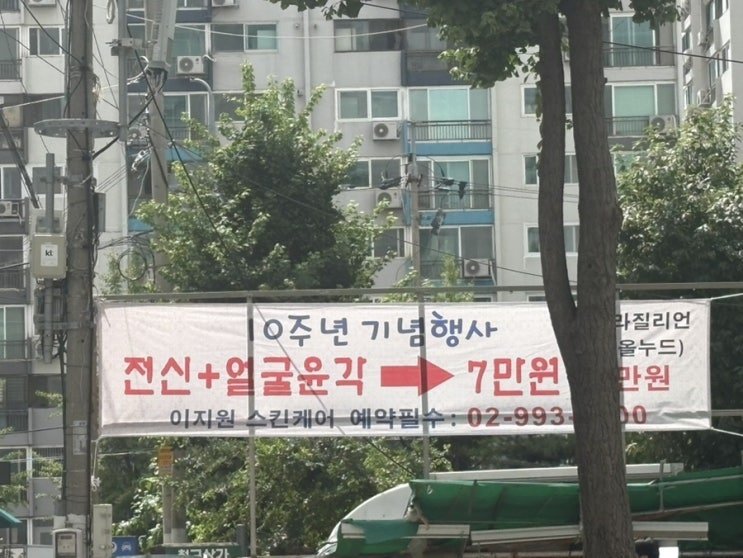 10주년 기념행사
라질리언
올누드)
전신+얼굴윤각 7만원 만원
이지원 스킨케어 예약필수: 02-993- 00
kt